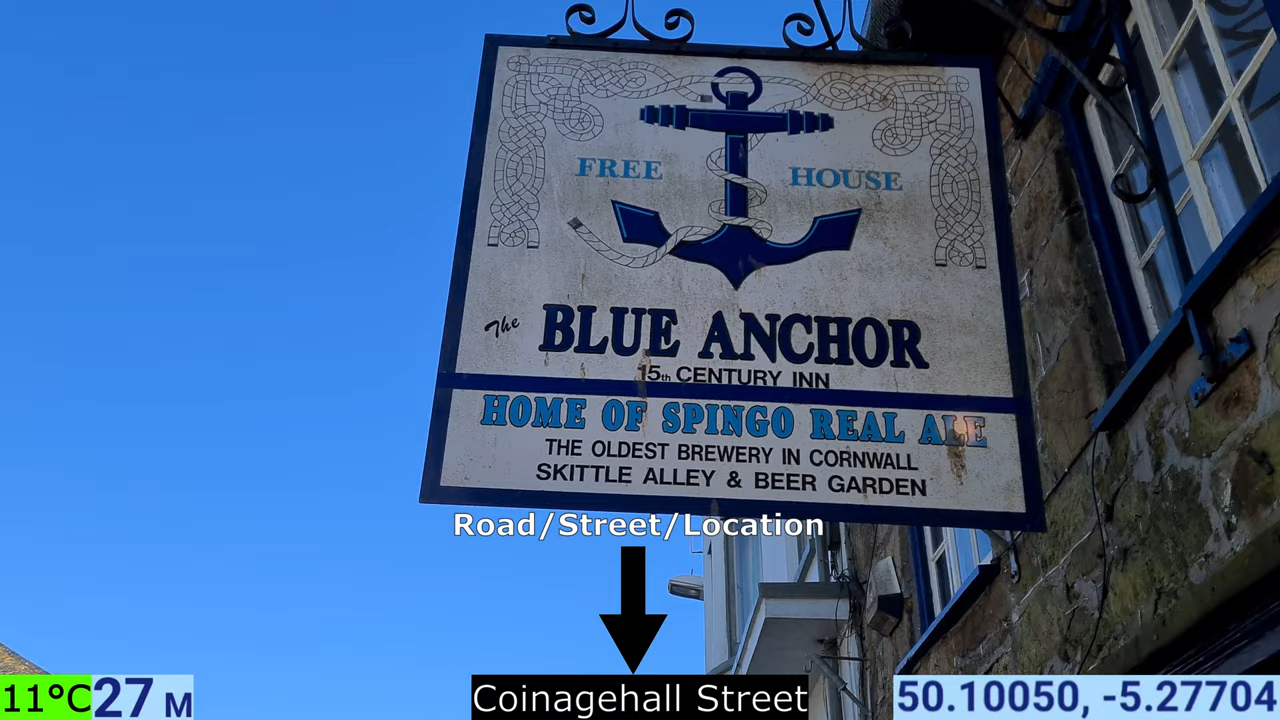 FREE HOUSE
The BLUE ANCHOR
15th CENTURY INN
HOME OF SPINGO REAL ALE
THE OLDEST BREWERY IN CORNWALL
SKITTLE ALLEY & BEER GARDEN
Road/Street/Location
11°C 27 M
Coinagehall Street
50.10050, -5.27704